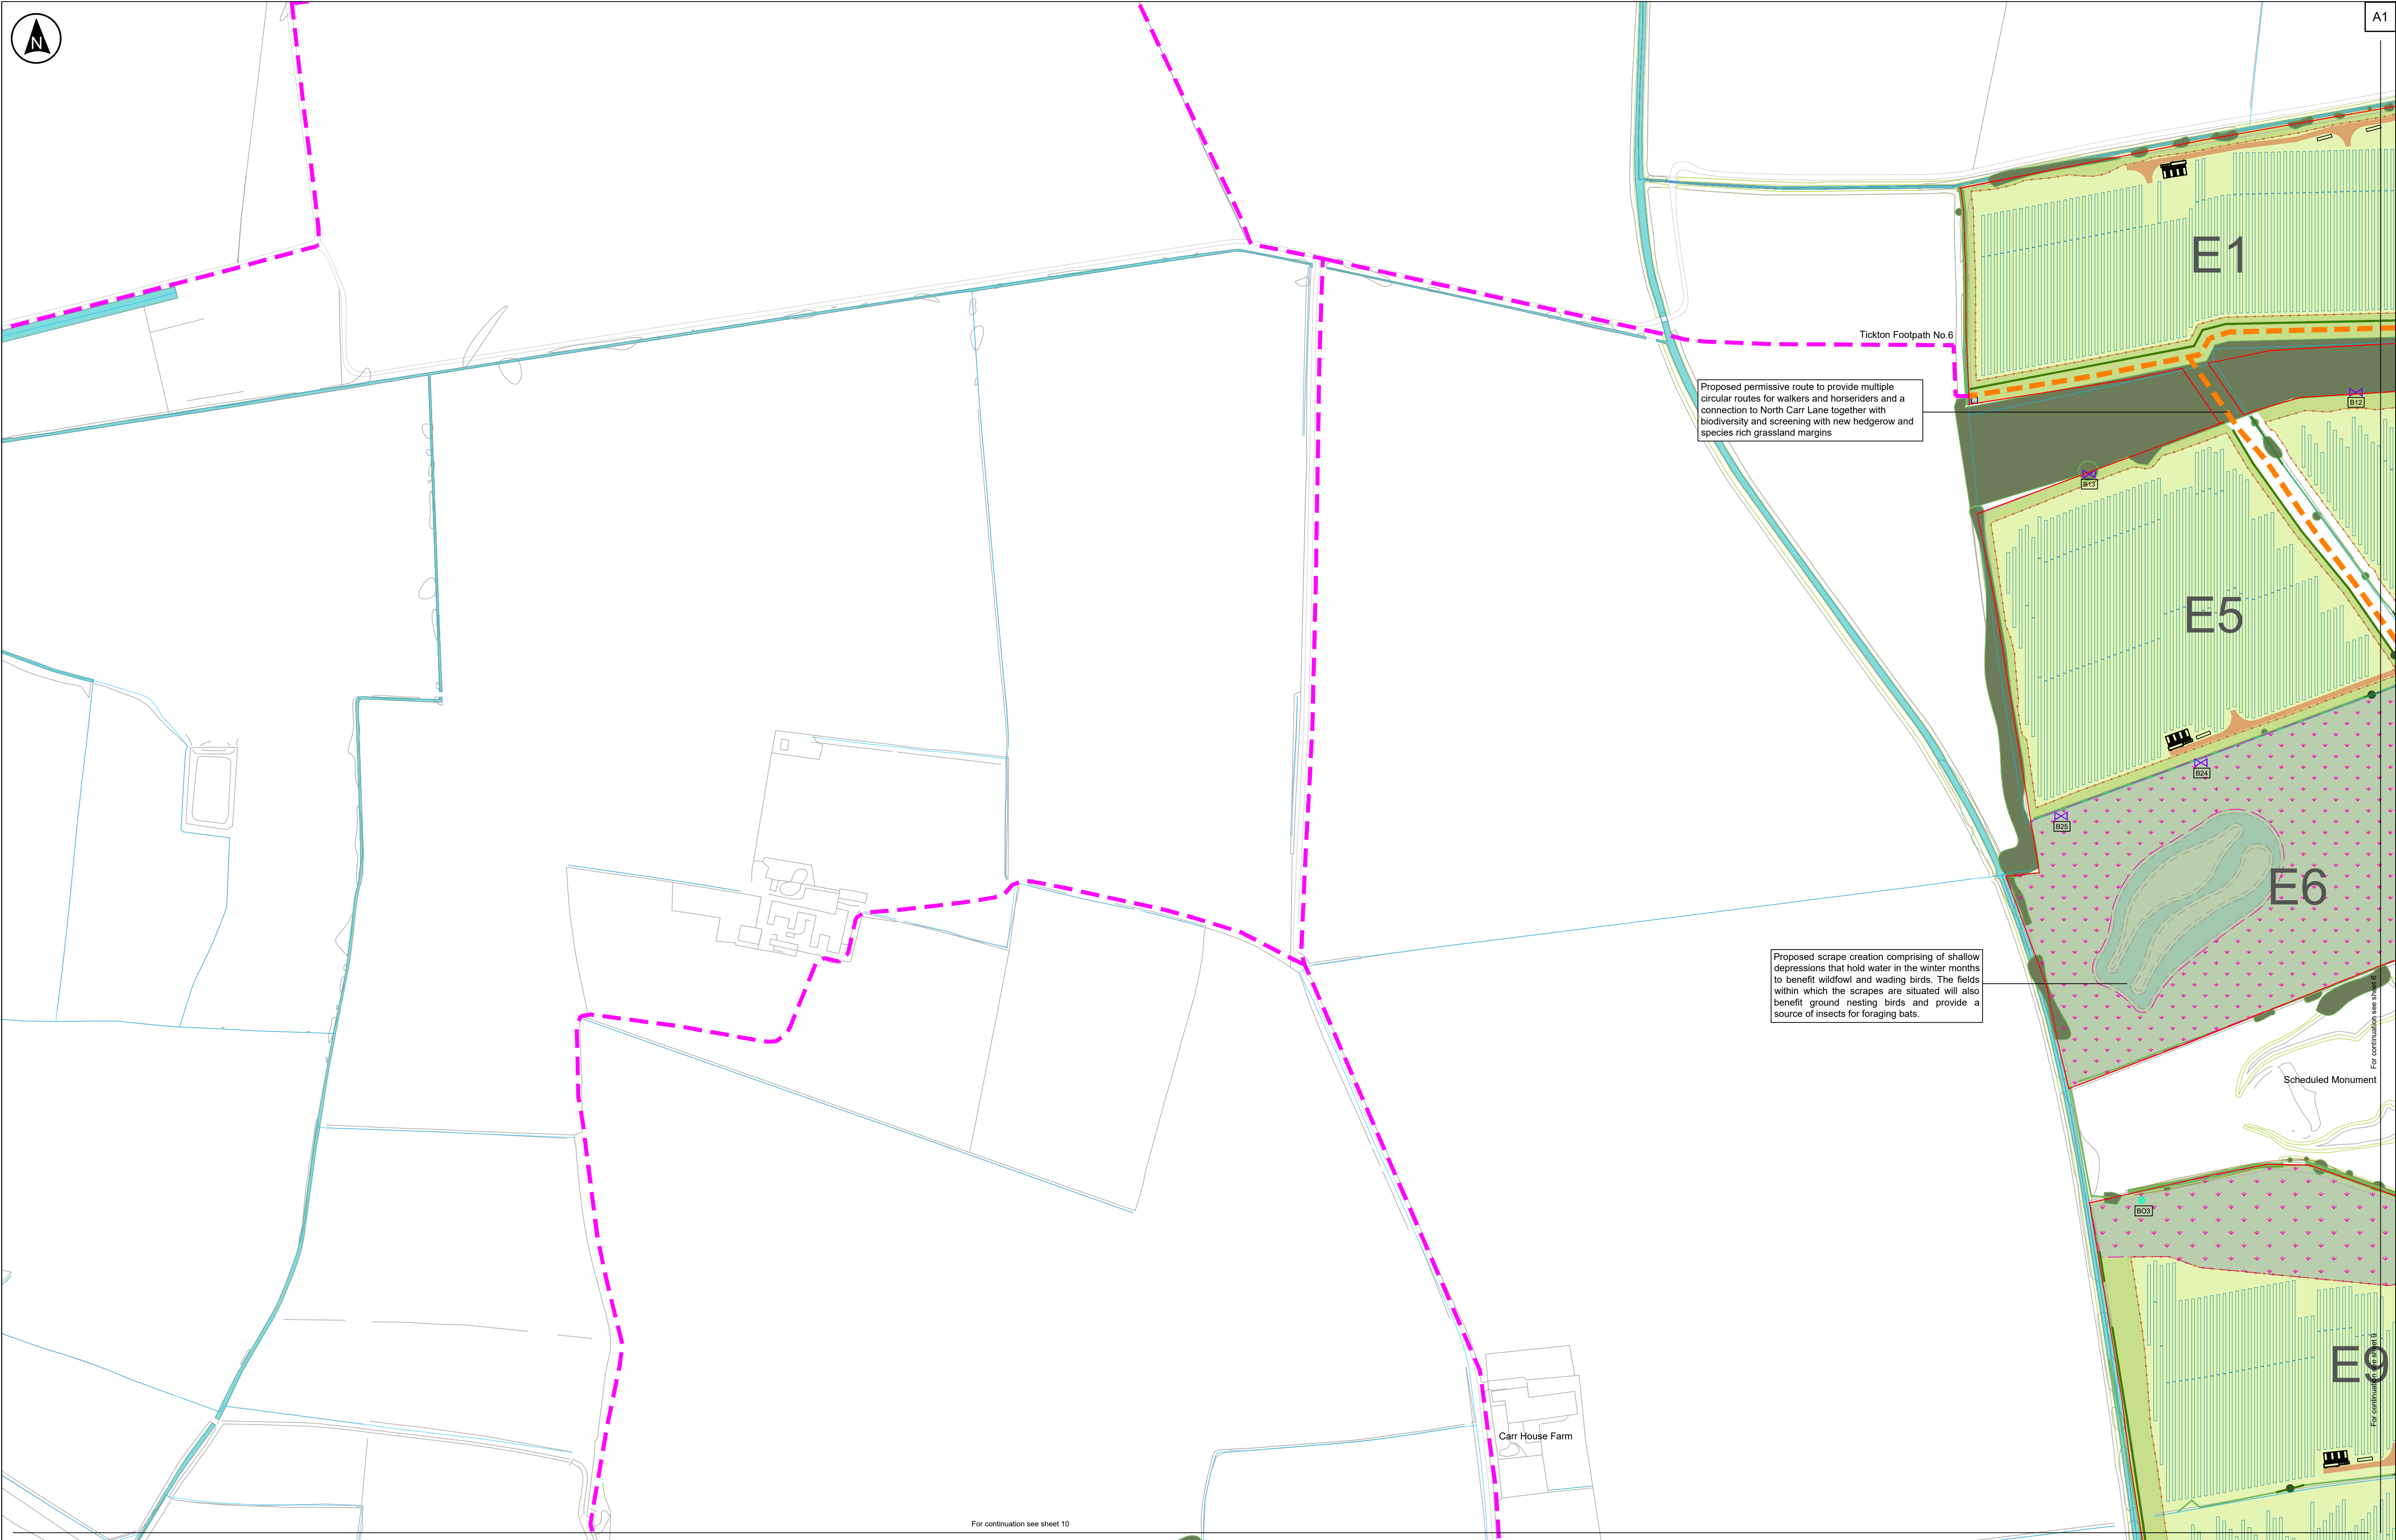 N
A1
E1
Tickton Footpath No.6
Proposed permissive route to provide multiple
circular routes for walkers and horseriders and a
connection to North Carr Lane together with
biodiversity and screening with new hedgerow and
species rich grassland margins
B12
B13
E5
B24
B25
E6
Proposed scrape creation comprising of shallow
depressions that hold water in the winter months
to benefit wildfowl and wading birds. The fields
within which the scrapes are situated will also
benefit ground nesting birds and provide a
source of insects for foraging bats.
For continuation see sheet 6
Scheduled Monument
BO3
E9
For continuation see sheet 9
Carr House Farm
For continuation see sheet 10